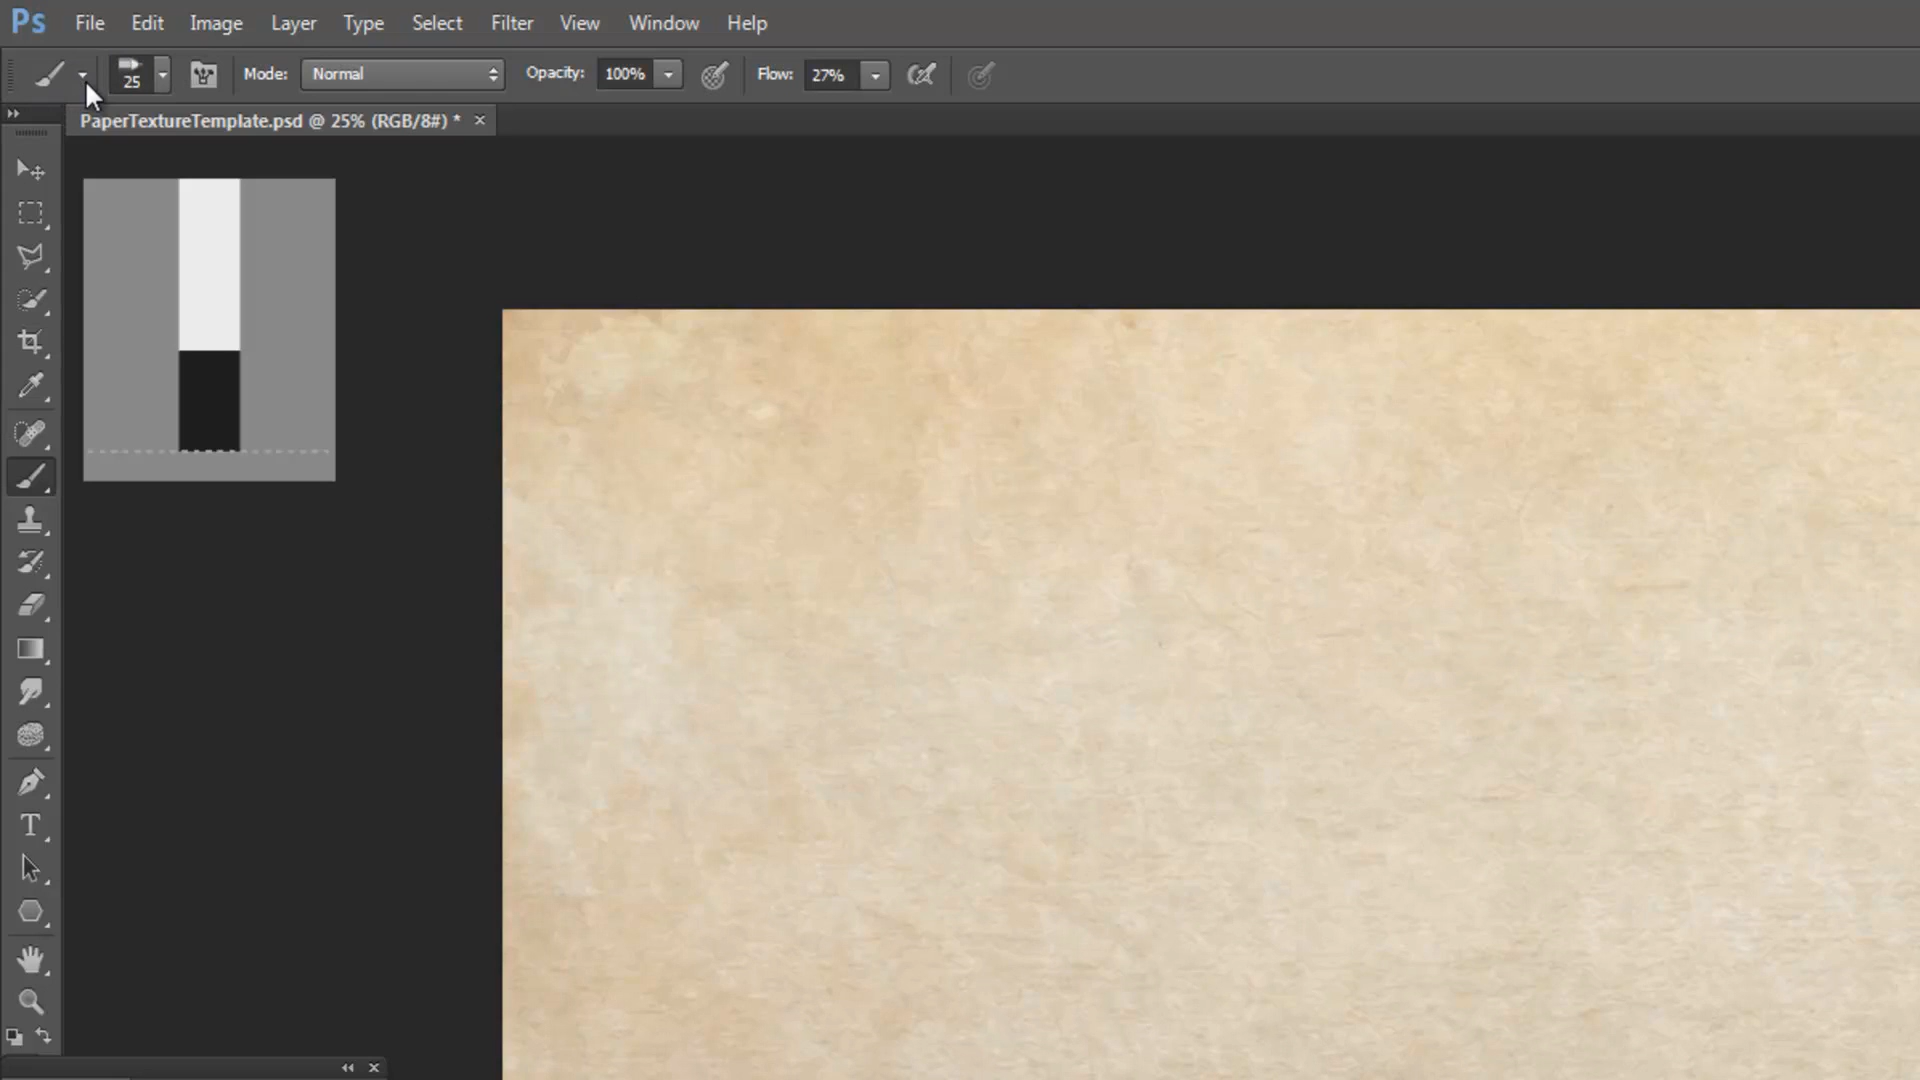 Ps File Edit Image Layer Type Select Filter View Window Help
25 Mode: Normal Opacity: 100% Flow: 27%
PaperTextureTemplate.psd @ 25% (RGB/8#) * ×
T